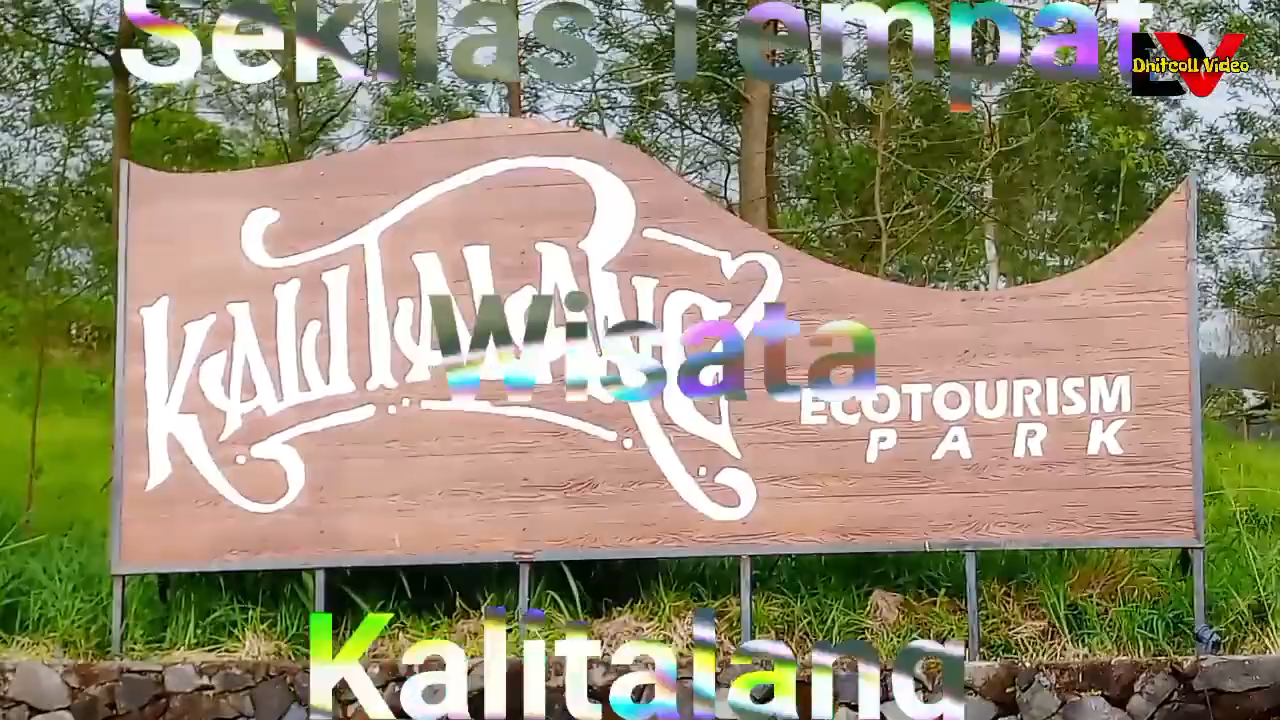 Sekilas Tempat
Dhitcoll Video
KALITALANG
Wisata
ECOTOURISM
PARK
Kalitalang